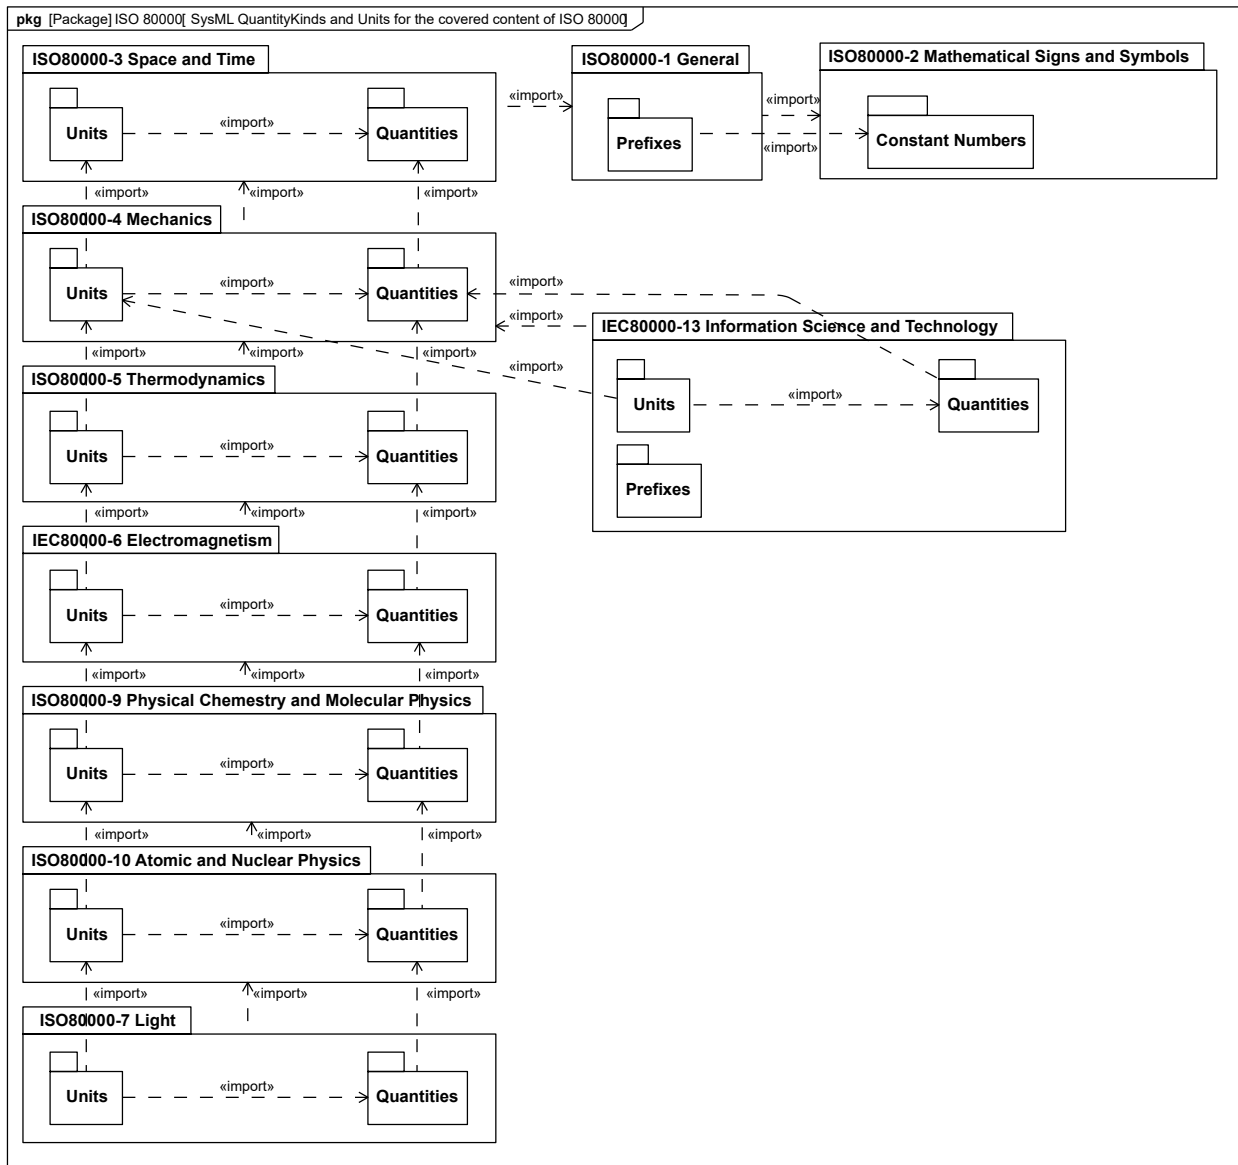 pkg [Package] ISO 80000[ SysML QuantityKinds and Units for the covered content of ISO 80000]
ISO80000-3 Space and Time
Units
«import»
Quantities
«import»
ISO80000-1 General
Prefixes
«import»
«import»
ISO80000-2 Mathematical Signs and Symbols
Constant Numbers
«import»
«import»
«import»
ISO80000-4 Mechanics
Units
«import»
Quantities
«import»
«import»
«import»
IEC80000-13 Information Science and Technology
Units
«import»
Quantities
Prefixes
«import»
«import»
«import»
ISO80000-5 Thermodynamics
Units
«import»
Quantities
«import»
«import»
«import»
IEC80000-6 Electromagnetism
Units
«import»
Quantities
«import»
«import»
«import»
ISO80000-9 Physical Chemestry and Molecular Physics
Units
«import»
Quantities
«import»
«import»
«import»
ISO80000-10 Atomic and Nuclear Physics
Units
«import»
Quantities
«import»
«import»
«import»
ISO80000-7 Light
Units
«import»
Quantities